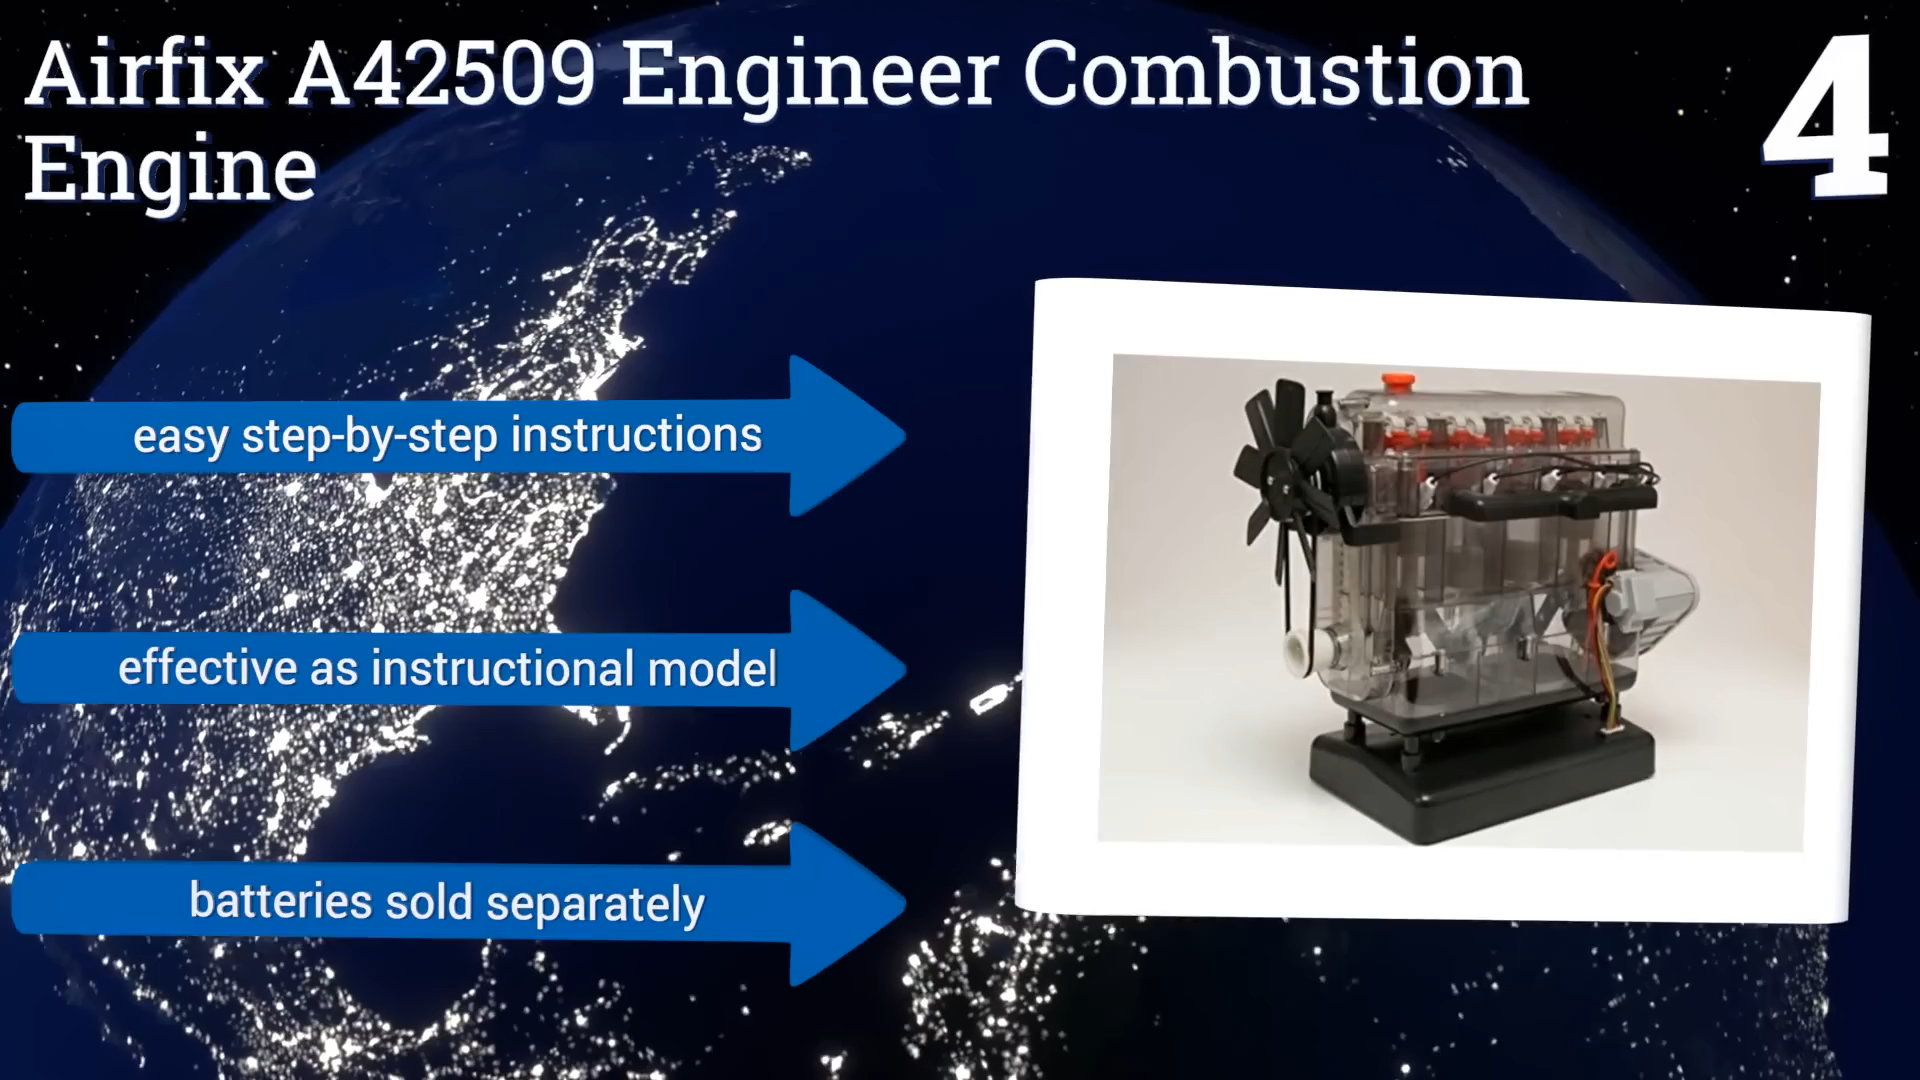 Airfix A42509 Engineer Combustion
Engine
4
easy step-by-step instructions
effective as instructional model
batteries sold separately